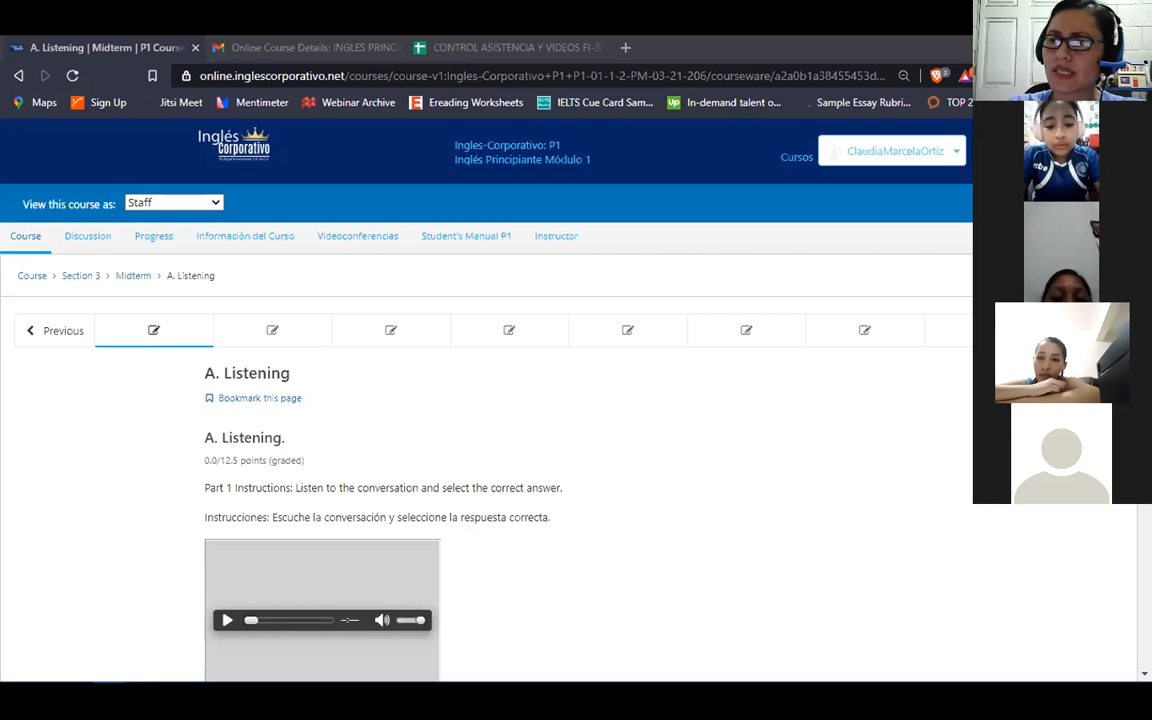 A. Listening | Midterm | P1 Course
Online Course Details: INGLES PRINC
CONTROL ASISTENCIA Y VIDEOS FI-2
online.inglescorporativo.net/courses/course-v1:Ingles-Corporativo+P1+P1-01-1-2-PM-03-21-206/courseware/a2a0b1a38455453d...
Maps
Sign Up
Jitsi Meet
Mentimeter
Webinar Archive
Ereading Worksheets
IELTS Cue Card Sam...
In-demand talent o...
Sample Essay Rubri...
TOP 2
Inglés
Corporativo
Ingles-Corporativo: P1
Inglés Principiante Módulo 1
Cursos
ClaudiaMarcelaOrtiz
View this course as:
Staff
Course
Discussion
Progress
Información del Curso
Videoconferencias
Student's Manual P1
Instructor
Course > Section 3 > Midterm > A. Listening
Previous
A. Listening
Bookmark this page
A. Listening.
0.0/12.5 points (graded)
Part 1 Instructions: Listen to the conversation and select the correct answer.
Instrucciones: Escuche la conversación y seleccione la respuesta correcta.
-:--